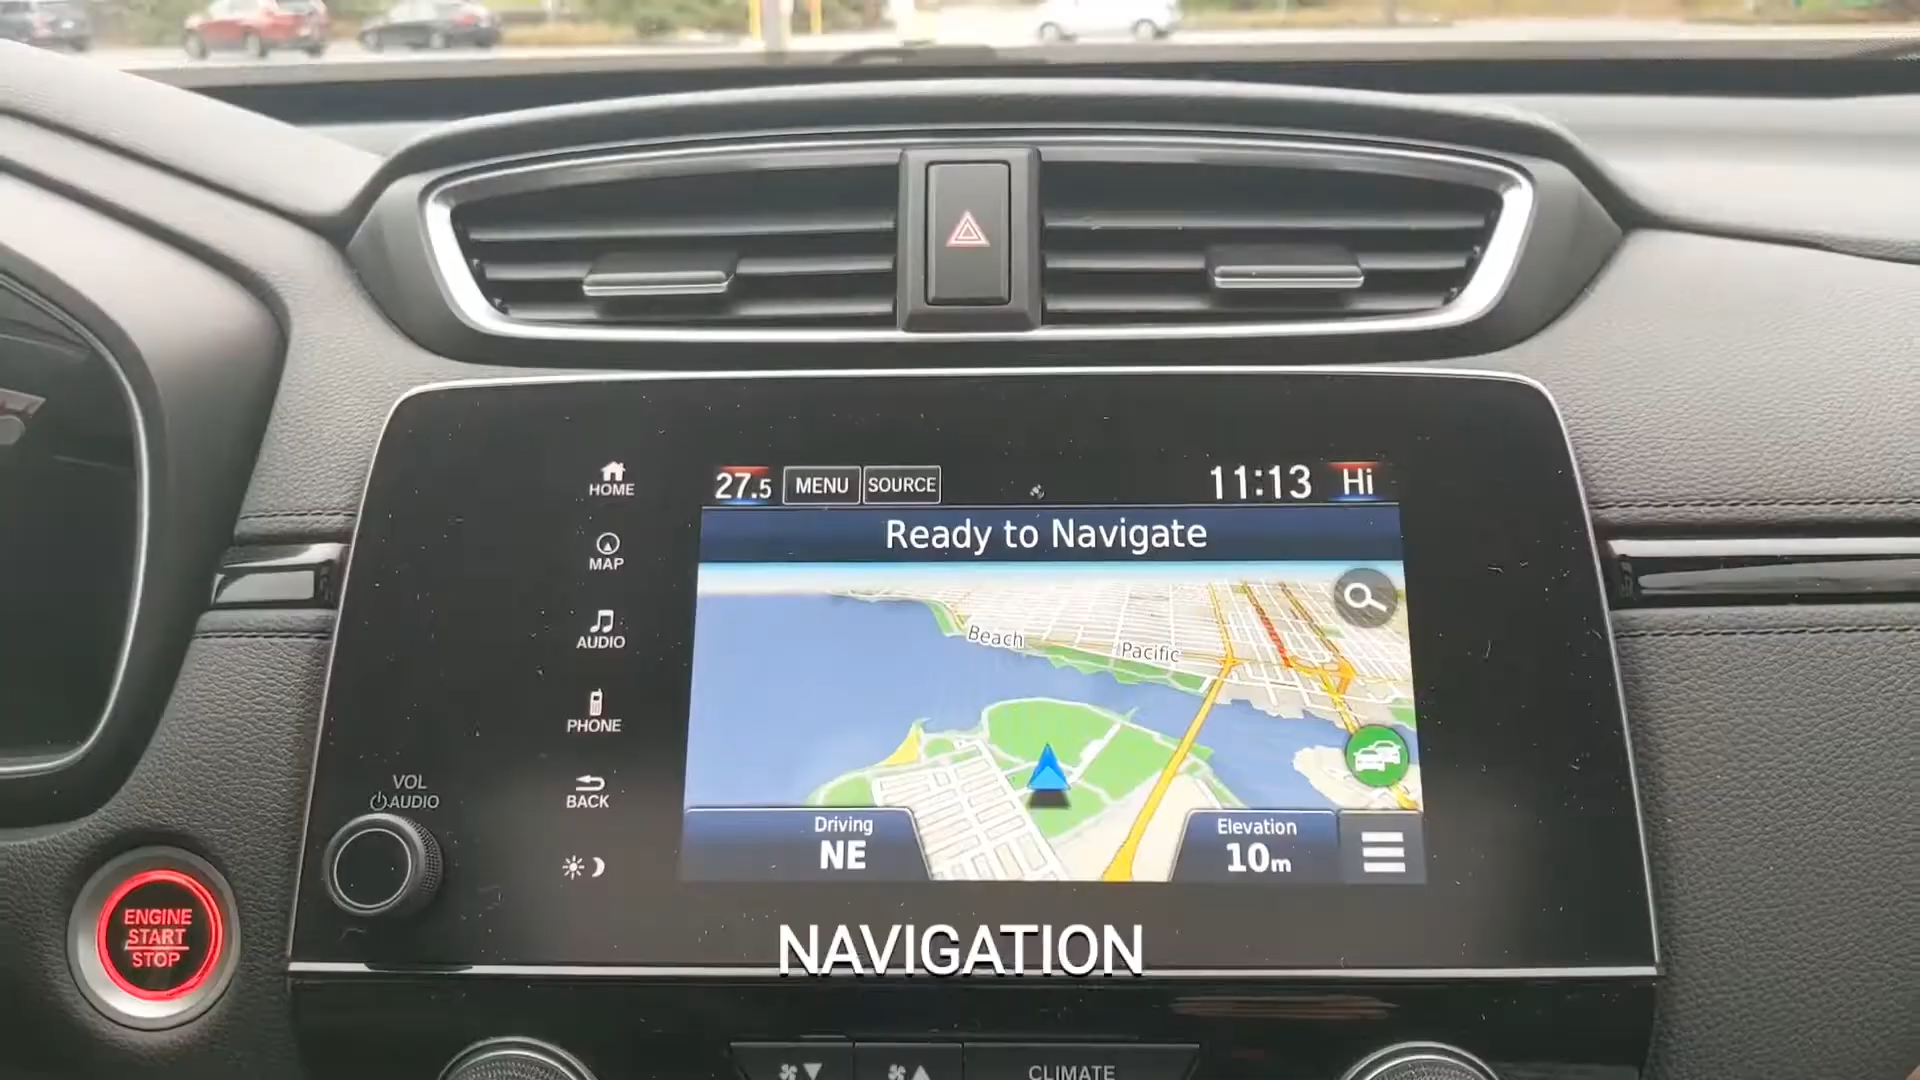 HOME
MAP
AUDIO
PHONE
BACK
VOL
AUDIO
ENGINE
START
STOP
27.5 MENU SOURCE 11:13 Hi
Ready to Navigate
Beach
Pacific
Driving
NE
Elevation
10m
NAVIGATION
CLIMATE